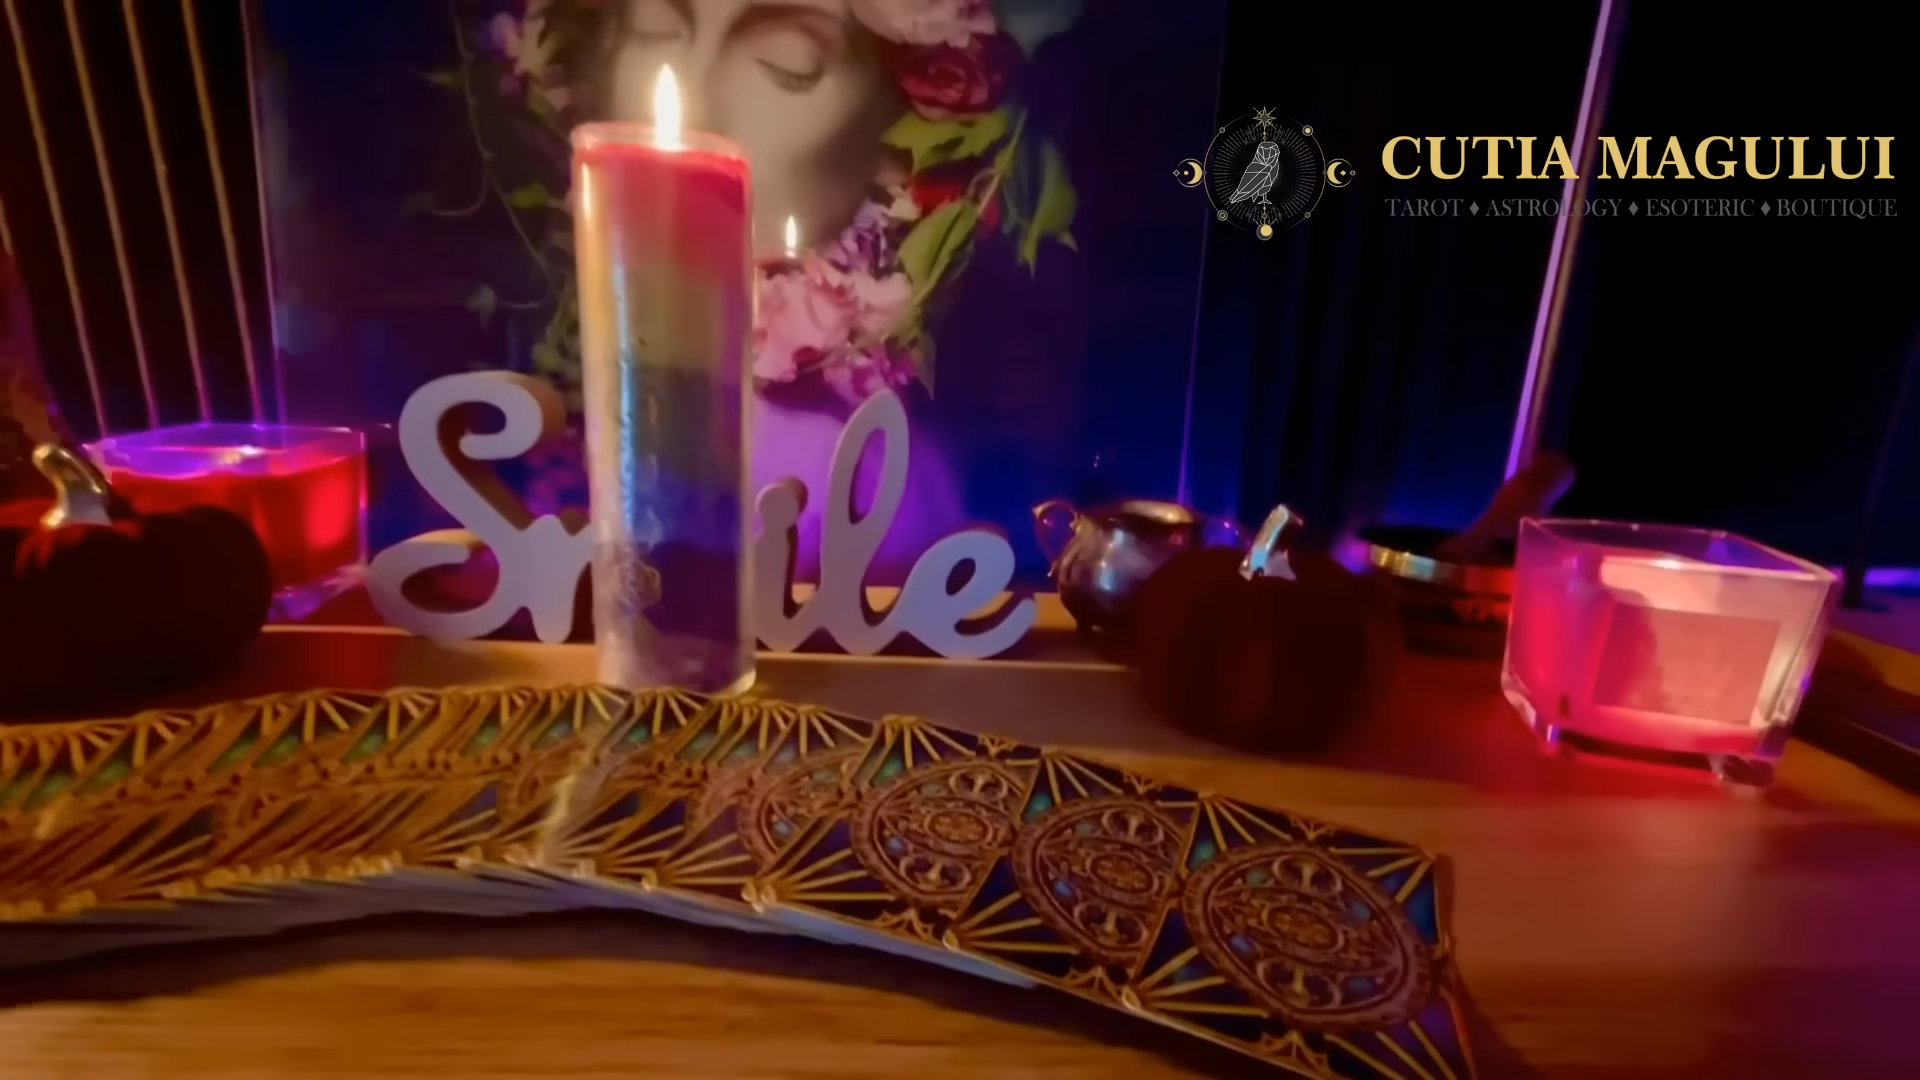 CUTIA MAGULUI
TAROT ♦ ASTROLOGY ♦ ESOTERIC ♦ BOUTIQUE
Smile